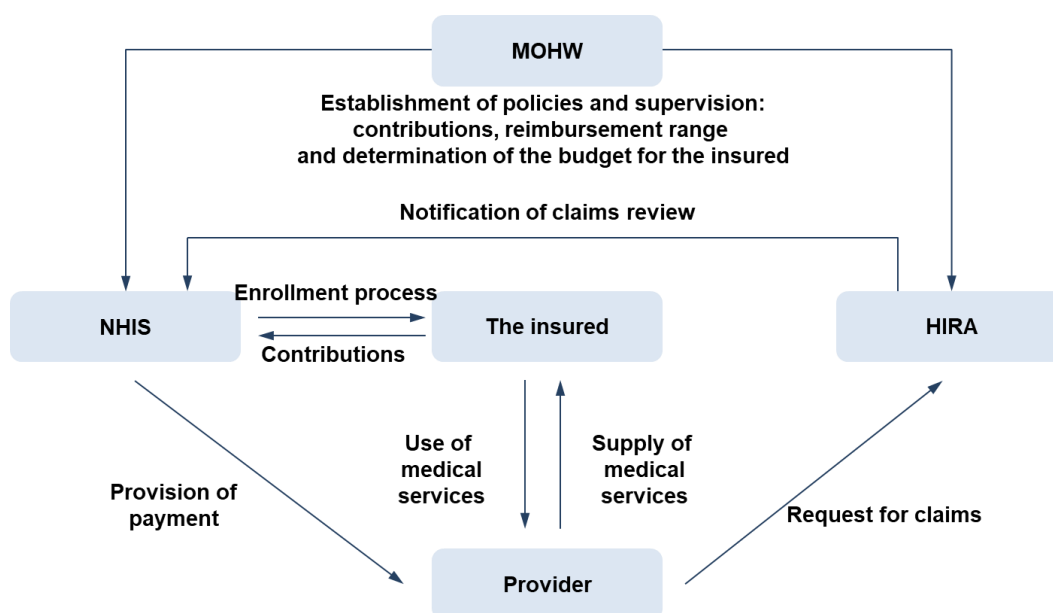 MOHW
Establishment of policies and supervision:
contributions, reimbursement range
and determination of the budget for the insured
Notification of claims review
NHIS
Enrollment process
Contributions
The insured
HIRA
Provision of
payment
Use of
medical
services
Supply of
medical
services
Request for claims
Provider